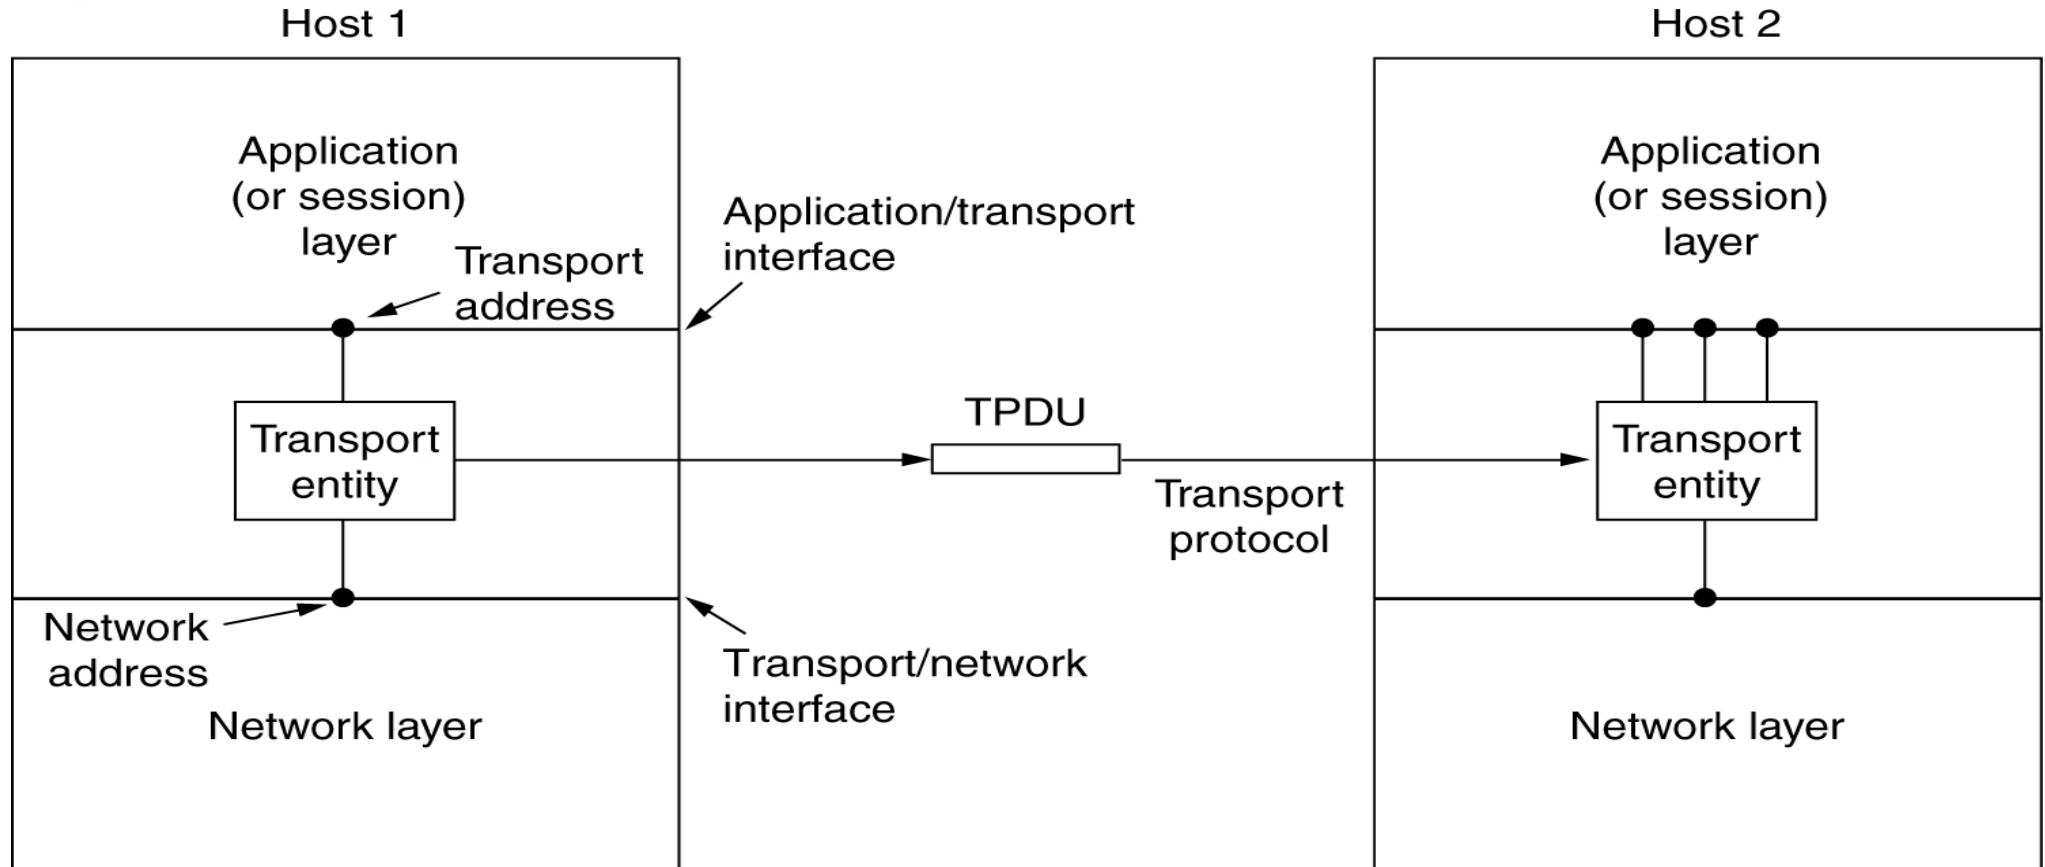 Host 1
Host 2
Application
(or session)
layer
Transport
address
Application/transport
interface
Application
(or session)
layer
Transport
entity
TPDU
Transport
protocol
Transport
entity
Network
address
Network layer
Transport/network
interface
Network layer